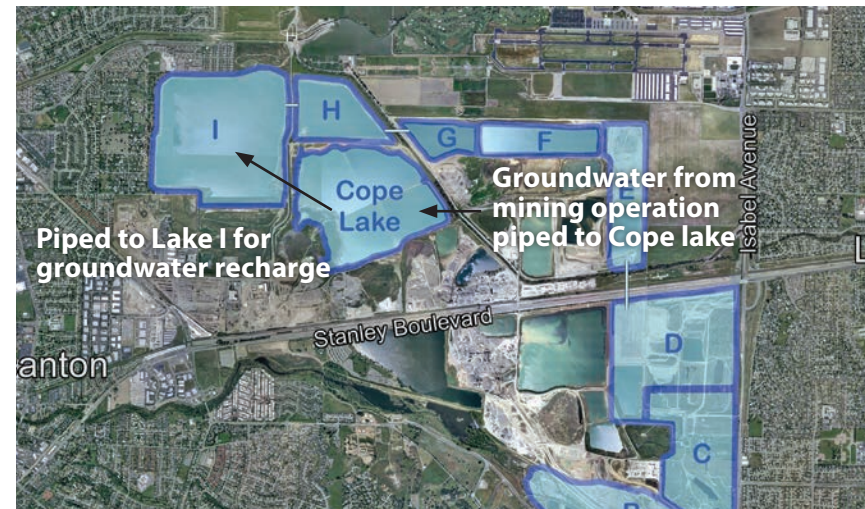 I
H
G
F
E
Cope
Lake
Groundwater from
mining operation
piped to Cope lake
Isabel Avenue
Piped to Lake I for
groundwater recharge
L
Stanley Boulevard
D
anton
C